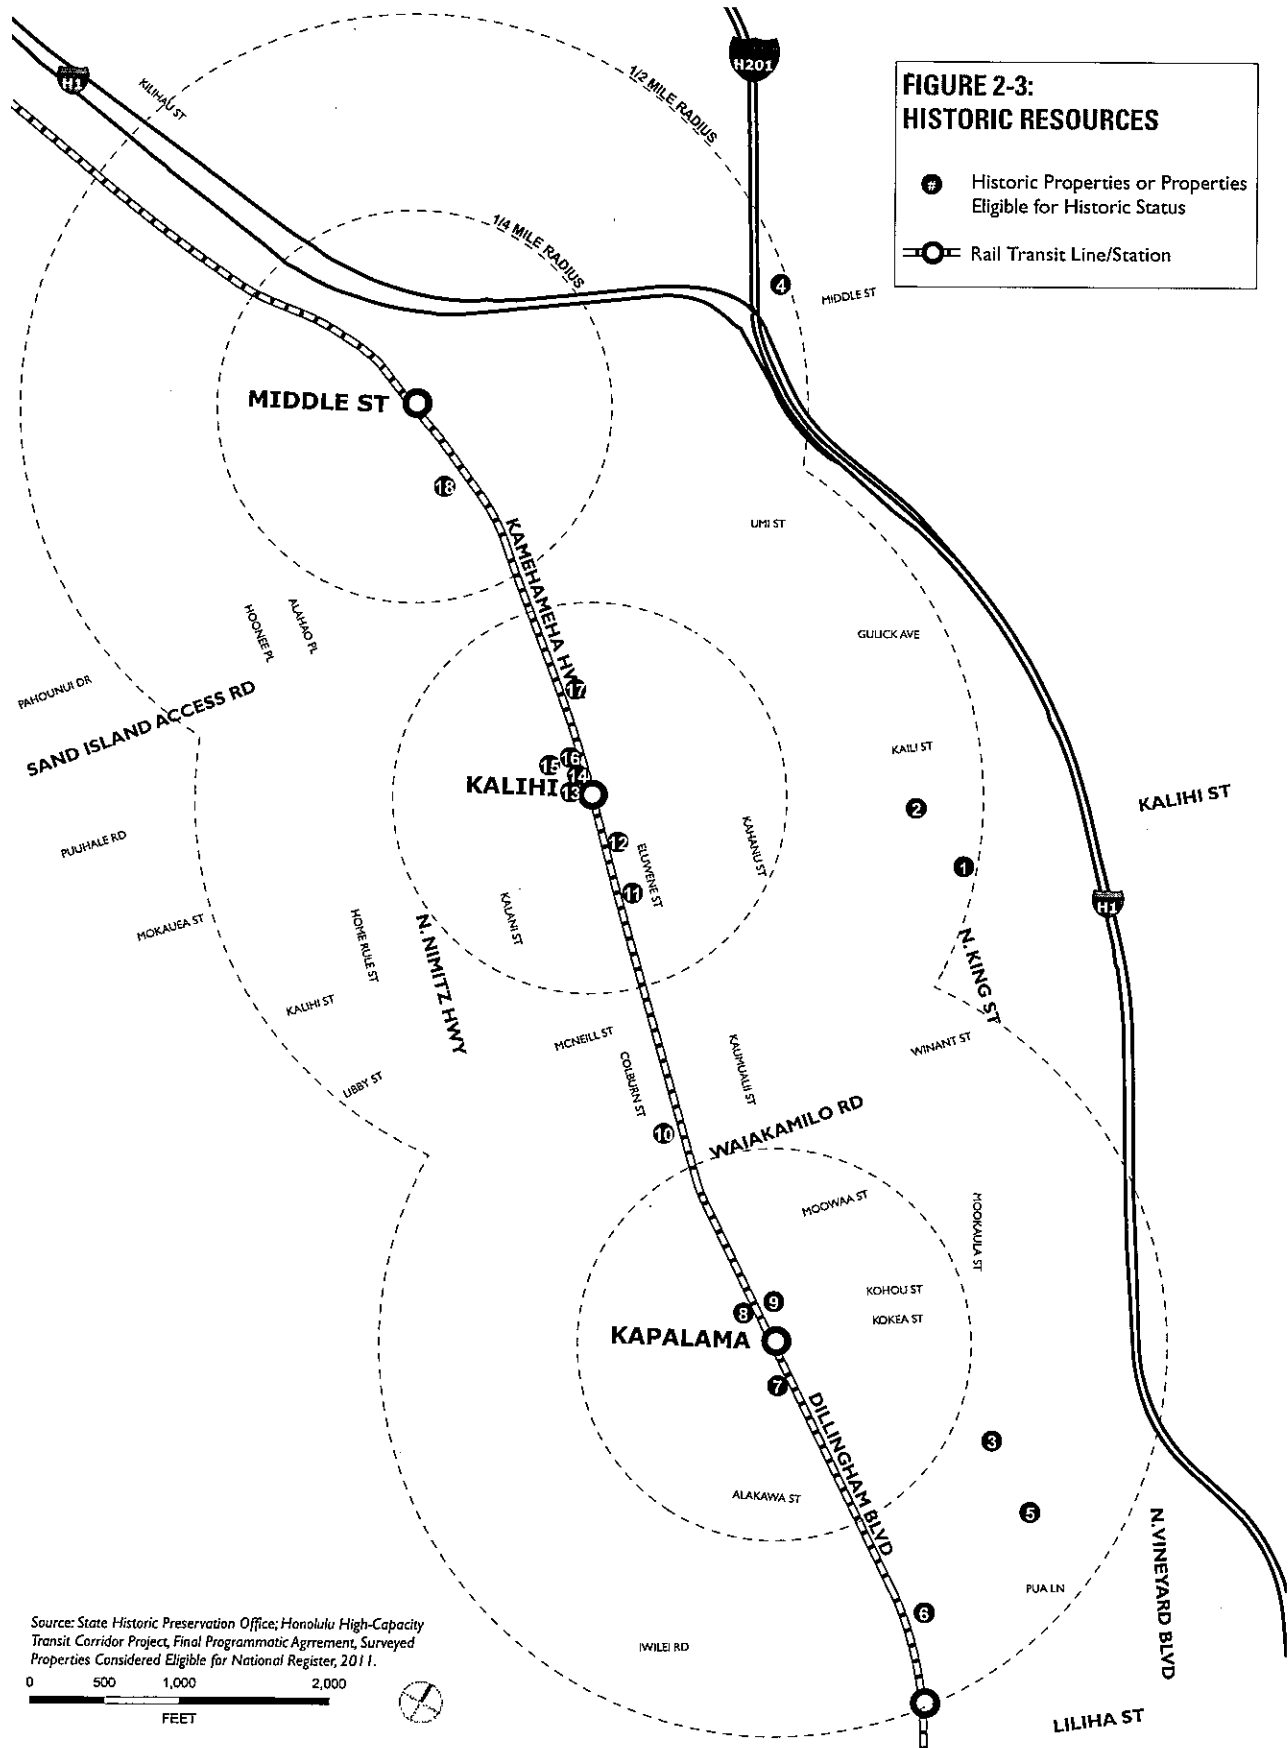 H1
KILIHAU ST
1/2 MILE RADIUS
H201
FIGURE 2-3:
HISTORIC RESOURCES
#
Historic Properties or Properties
Eligible for Historic Status
Rail Transit Line/Station
1/4 MILE RADIUS
4
MIDDLE ST
MIDDLE ST
18
UMI ST
KAMEHAMEHA HW
HOONEE PL
ALAHAO PL
GULICK AVE
PAHOUNUI DR
SAND ISLAND ACCESS RD
17
KAILI ST
16
15
14
KALIHI
13
KALIHI ST
2
PUUHALE RD
12
ELUWENE ST
KAHANU ST
1
11
H1
KALANI ST
MOKAUEA ST
HOME RULE ST
N. NIMITZ HWY
N. KING ST
KALIHI ST
MCNEILL ST
WINANT ST
LIBBY ST
COLBURN ST
KAUMUALII ST
10
WAIAKAMILO RD
MOOWAA ST
MOOKAULA ST
KOHOU ST
9
8
KOKEA ST
KAPALAMA
7
DILLINGHAM BLVD
3
ALAKAWA ST
5
N. VINEYARD BLVD
PUA LN
6
IWILEI RD
LILIHA ST
Source: State Historic Preservation Office; Honolulu High-Capacity
Transit Corridor Project, Final Programmatic Agrrement, Surveyed
Properties Considered Eligible for National Register, 2011.
0 500 1,000 2,000
FEET